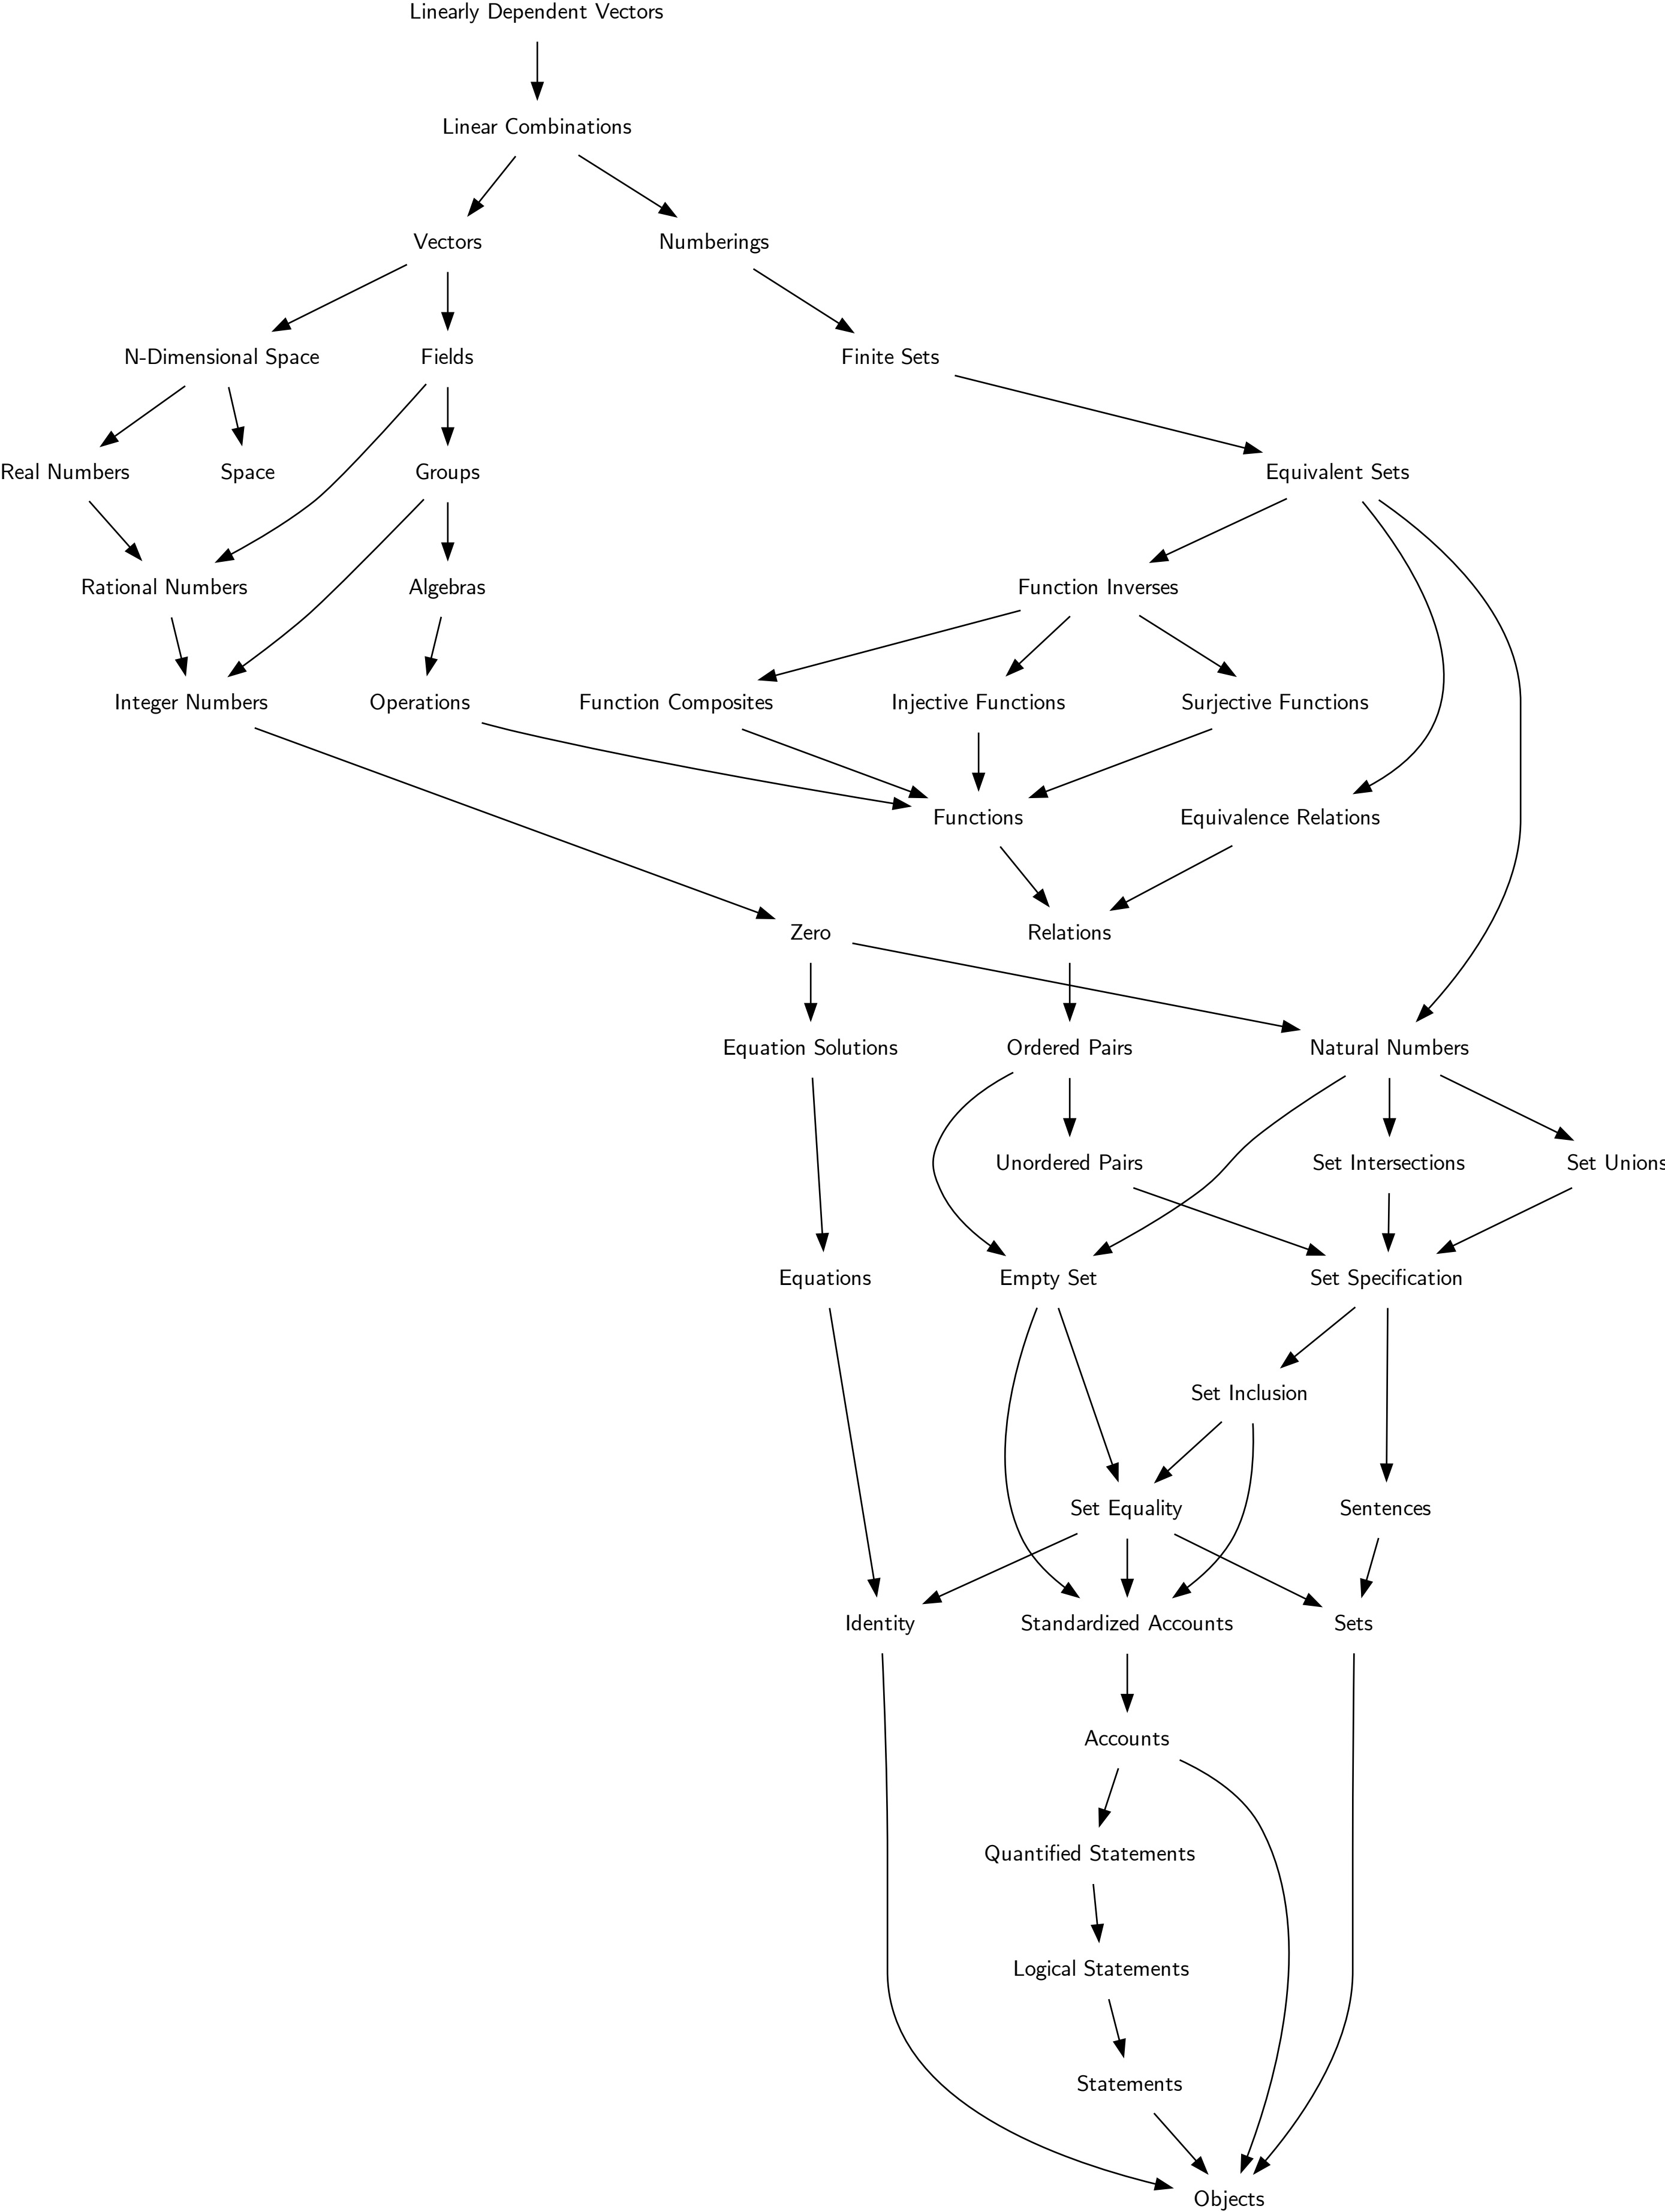 Linearly Dependent Vectors
Linear Combinations
Vectors
Numberings
N-Dimensional Space
Fields
Finite Sets
Real Numbers
Space
Groups
Equivalent Sets
Rational Numbers
Algebras
Function Inverses
Integer Numbers
Operations
Function Composites
Injective Functions
Surjective Functions
Functions
Equivalence Relations
Zero
Relations
Equation Solutions
Ordered Pairs
Natural Numbers
Unordered Pairs
Set Intersections
Set Unions
Equations
Empty Set
Set Specification
Set Inclusion
Set Equality
Sentences
Identity
Standardized Accounts
Sets
Accounts
Quantified Statements
Logical Statements
Statements
Objects